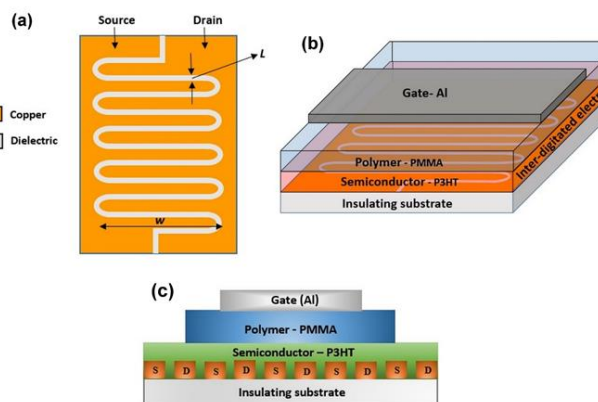 (a)
Source
Drain
L
Copper
Dielectric
w
(b)
Gate- Al
Polymer - PMMA
Semiconductor - P3HT
Insulating substrate
Inter-digitated elect
(c)
Gate (Al)
Polymer - PMMA
Semiconductor – P3HT
S D S D S D S D S D
Insulating substrate